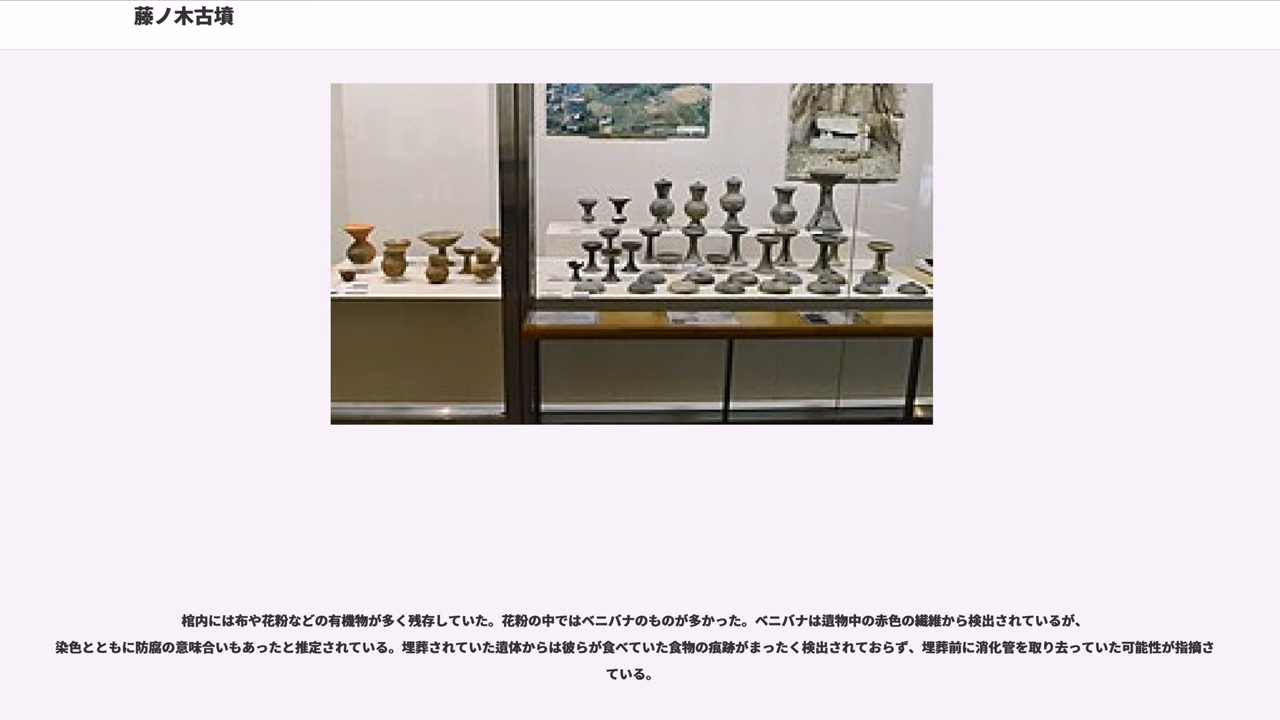 藤ノ木古墳
棺内には布や花粉などの有機物が多く残存していた。花粉の中ではベニバナのものが多かった。ベニバナは遺物中の赤色の繊維から検出されているが、
染色とともに防腐の意味合いもあったと推定されている。埋葬されていた遺体からは彼らが食べていた食物の痕跡がまったく検出されておらず、埋葬前に消化管を取り去っていた可能性が指摘さ
ている。